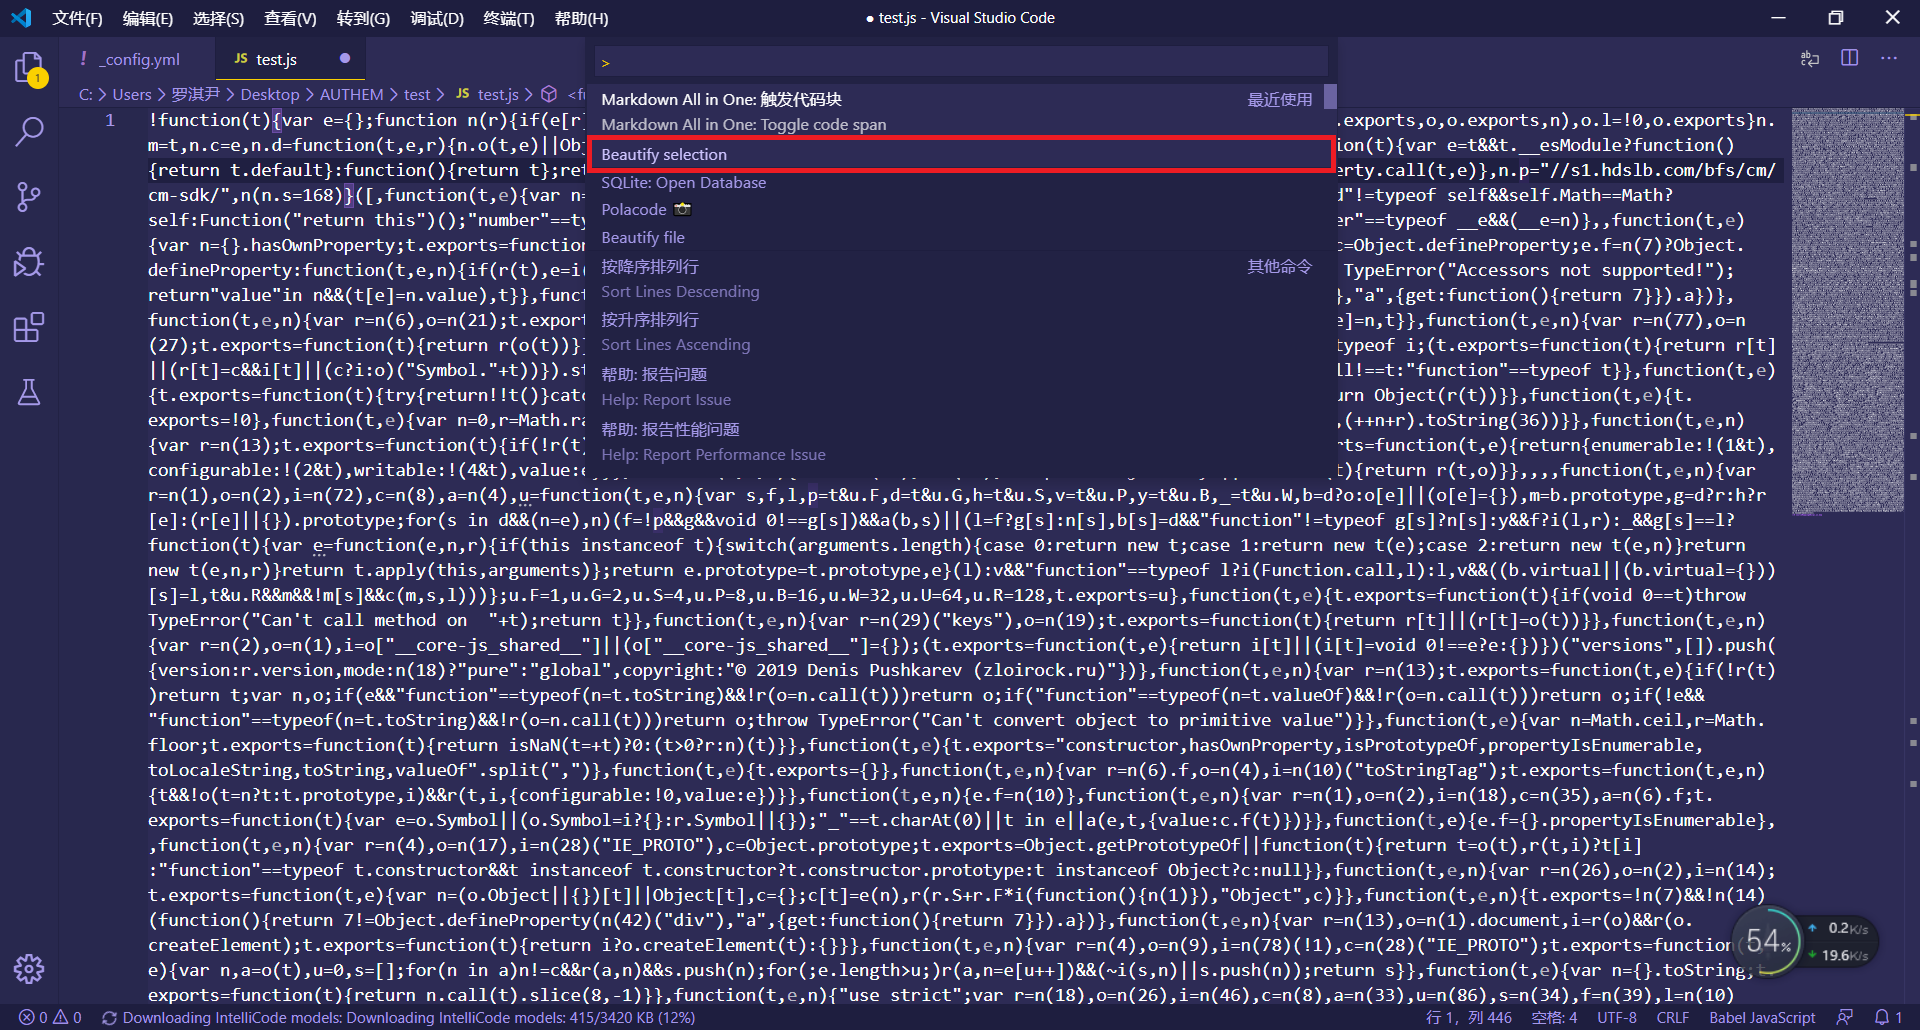 文件(F) 编辑(E) 选择(S) 查看(V) 转到(G) 调试(D) 终端(T) 帮助(H) ● test.js - Visual Studio Code
! _config.yml JS test.js
C: > Users > 罗淇尹 > Desktop > AUTHEM > test > JS test.js > <fu
>
Markdown All in One: 触发代码块 最近使用
Markdown All in One: Toggle code span
Beautify selection
SQLite: Open Database
Polacode 📸
Beautify file
按降序排列行 其他命令
Sort Lines Descending
按升序排列行
Sort Lines Ascending
帮助: 报告问题
Help: Report Issue
帮助: 报告性能问题
Help: Report Performance Issue
1
1 !function(t){var e={};function n(r){if(e[r] .exports,o,o.exports,n),o.l=!0,o.exports}n.
m=t,n.c=e,n.d=function(t,e,r){n.o(t,e)||Obj ion(t){var e=t&&t.__esModule?function()
{return t.default}:function(){return t};ret erty.call(t,e)},n.p="//s1.hdslb.com/bfs/cm/
cm-sdk/",n(n.s=168)}([,function(t,e){var n= d"!=typeof self&&self.Math==Math?
self:Function("return this")();"number"==ty er"==typeof __e&&(__e=n)},,function(t,e)
{var n={}.hasOwnProperty;t.exports=function c=Object.defineProperty;e.f=n(7)?Object.
defineProperty:function(t,e,n){if(r(t),e=i( TypeError("Accessors not supported!");
return"value"in n&&(t[e]=n.value),t}},funct },"a",{get:function(){return 7}}).a})},
function(t,e,n){var r=n(6),o=n(21);t.export e]=n,t}},function(t,e,n){var r=n(77),o=n
(27);t.exports=function(t){return r(o(t))}} typeof i;(t.exports=function(t){return r[t]
||(r[t]=c&&i[t]||(c?i:o)("Symbol."+t))}).st ll!==t:"function"==typeof t}},function(t,e)
{t.exports=function(t){try{return!!t()}catc urn Object(r(t))}},function(t,e){t.
exports=!0},function(t,e){var n=0,r=Math.ra ,(++n+r).toString(36))}},function(t,e,n)
{var r=n(13);t.exports=function(t){if(!r(t) rts=function(t,e){return{enumerable:!(1&t),
configurable:!(2&t),writable:!(4&t),value:e t){return r(t,o)}},,,,function(t,e,n){var
r=n(1),o=n(2),i=n(72),c=n(8),a=n(4),u=function(t,e,n){var s,f,l,p=t&u.F,d=t&u.G,h=t&u.S,v=t&u.P,y=t&u.B,_=t&u.W,b=d?o:o[e]||(o[e]={}),m=b.prototype,g=d?r:h?r
[e]:(r[e]||{}).prototype;for(s in d&&(n=e),n)(f=!p&&g&&void 0!==g[s])&&a(b,s)||(l=f?g[s]:n[s],b[s]=d&&"function"!=typeof g[s]?n[s]:y&&f?i(l,r):_&&g[s]==l?
function(t){var e=function(e,n,r){if(this instanceof t){switch(arguments.length){case 0:return new t;case 1:return new t(e);case 2:return new t(e,n)}return
new t(e,n,r)}return t.apply(this,arguments)};return e.prototype=t.prototype,e}(l):v&&"function"==typeof l?i(Function.call,l):l,v&&((b.virtual||(b.virtual={}))
[s]=l,t&u.R&&m&&!m[s]&&c(m,s,l)))};u.F=1,u.G=2,u.S=4,u.P=8,u.B=16,u.W=32,u.U=64,u.R=128,t.exports=u},function(t,e){t.exports=function(t){if(void 0==t)throw
TypeError("Can't call method on  "+t);return t}},function(t,e,n){var r=n(29)("keys"),o=n(19);t.exports=function(t){return r[t]||(r[t]=o(t))}},function(t,e,n)
{var r=n(2),o=n(1),i=o["__core-js_shared__"]||(o["__core-js_shared__"]={});(t.exports=function(t,e){return i[t]||(i[t]=void 0!==e?e:{})})("versions",[]).push(
{version:r.version,mode:n(18)?"pure":"global",copyright:"© 2019 Denis Pushkarev (zloirock.ru)"})},function(t,e,n){var r=n(13);t.exports=function(t,e){if(!r(t)
)return t;var n,o;if(e&&"function"==typeof(n=t.toString)&&!r(o=n.call(t)))return o;if("function"==typeof(n=t.valueOf)&&!r(o=n.call(t)))return o;if(!e&&
"function"==typeof(n=t.toString)&&!r(o=n.call(t)))return o;throw TypeError("Can't convert object to primitive value")}},function(t,e){var n=Math.ceil,r=Math.
floor;t.exports=function(t){return isNaN(t=+t)?0:(t>0?r:n)(t)}},function(t,e){t.exports="constructor,hasOwnProperty,isPrototypeOf,propertyIsEnumerable,
toLocaleString,toString,valueOf".split(",")},function(t,e){t.exports={}},function(t,e,n){var r=n(6).f,o=n(4),i=n(10)("toStringTag");t.exports=function(t,e,n)
{t&&!o(t=n?t:t.prototype,i)&&r(t,i,{configurable:!0,value:e})}},function(t,e,n){e.f=n(10)},function(t,e,n){var r=n(1),o=n(2),i=n(18),c=n(35),a=n(6).f;t.
exports=function(t){var e=o.Symbol||(o.Symbol=i?{}:r.Symbol||{});"_"==t.charAt(0)||t in e||a(e,t,{value:c.f(t)})}},function(t,e){e.f={}.propertyIsEnumerable},
,function(t,e,n){var r=n(4),o=n(17),i=n(28)("IE_PROTO"),c=Object.prototype;t.exports=Object.getPrototypeOf||function(t){return t=o(t),r(t,i)?t[i]
:"function"==typeof t.constructor&&t instanceof t.constructor?t.constructor.prototype:t instanceof Object?c:null}},function(t,e,n){var r=n(26),o=n(2),i=n(14);
t.exports=function(t,e){var n=(o.Object||{})[t]||Object[t],c={};c[t]=e(n),r(r.S+r.F*i(function(){n(1)}),"Object",c)}},function(t,e,n){t.exports=!n(7)&&!n(14)
(function(){return 7!=Object.defineProperty(n(42)("div"),"a",{get:function(){return 7}}).a})},function(t,e,n){var r=n(13),o=n(1).document,i=r(o)&&r(o.
createElement);t.exports=function(t){return i?o.createElement(t):{}}},function(t,e,n){var r=n(4),o=n(9),i=n(78)(!1),c=n(28)("IE_PROTO");t.exports=function(t,
e){var n,a=o(t),u=0,s=[];for(n in a)n!=c&&r(a,n)&&s.push(n);for(;e.length>u;)r(a,n=e[u++])&&(~i(s,n)||s.push(n));return s}},function(t,e){var n={}.toString;t.
exports=function(t){return n.call(t).slice(8,-1)}},function(t,e,n){"use strict";var r=n(18),o=n(26),i=n(46),c=n(8),a=n(33),u=n(86),s=n(34),f=n(39),l=n(10)
54%
0.2K/s
19.6K/s
0 0 Downloading IntelliCode models: Downloading IntelliCode models: 415/3420 KB (12%) 行 1, 列 446 空格: 4 UTF-8 CRLF Babel JavaScript 1